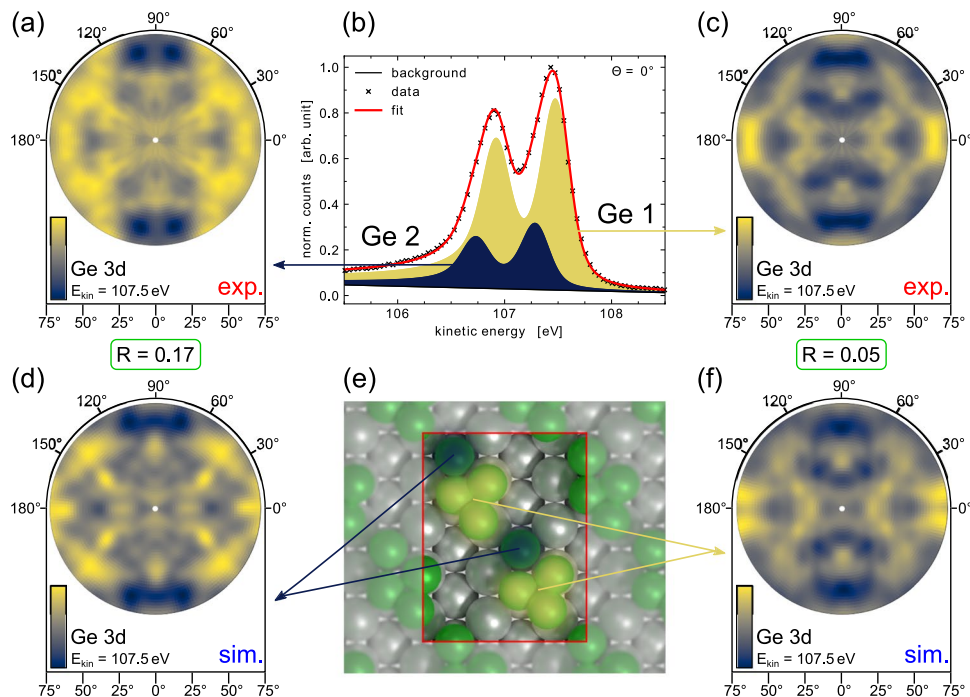 (a)
90°
120°
60°
150°
30°
180°
0°
Ge 3d
E_kin = 107.5 eV
exp.
75° 50° 25° 0° 25° 50° 75°
R = 0.17
(b)
background
data
fit
Θ = 0°
norm. counts [arb. unit]
1.0
0.8
0.6
0.4
0.2
0.0
Ge 2
Ge 1
106 107 108
kinetic energy [eV]
(c)
90°
120°
60°
150°
30°
180°
0°
Ge 3d
E_kin = 107.5 eV
exp.
75° 50° 25° 0° 25° 50° 75°
R = 0.05
(d)
90°
120°
60°
150°
30°
180°
0°
Ge 3d
E_kin = 107.5 eV
sim.
75° 50° 25° 0° 25° 50° 75°
(e)
(f)
90°
120°
60°
150°
30°
180°
0°
Ge 3d
E_kin = 107.5 eV
sim.
75° 50° 25° 0° 25° 50° 75°